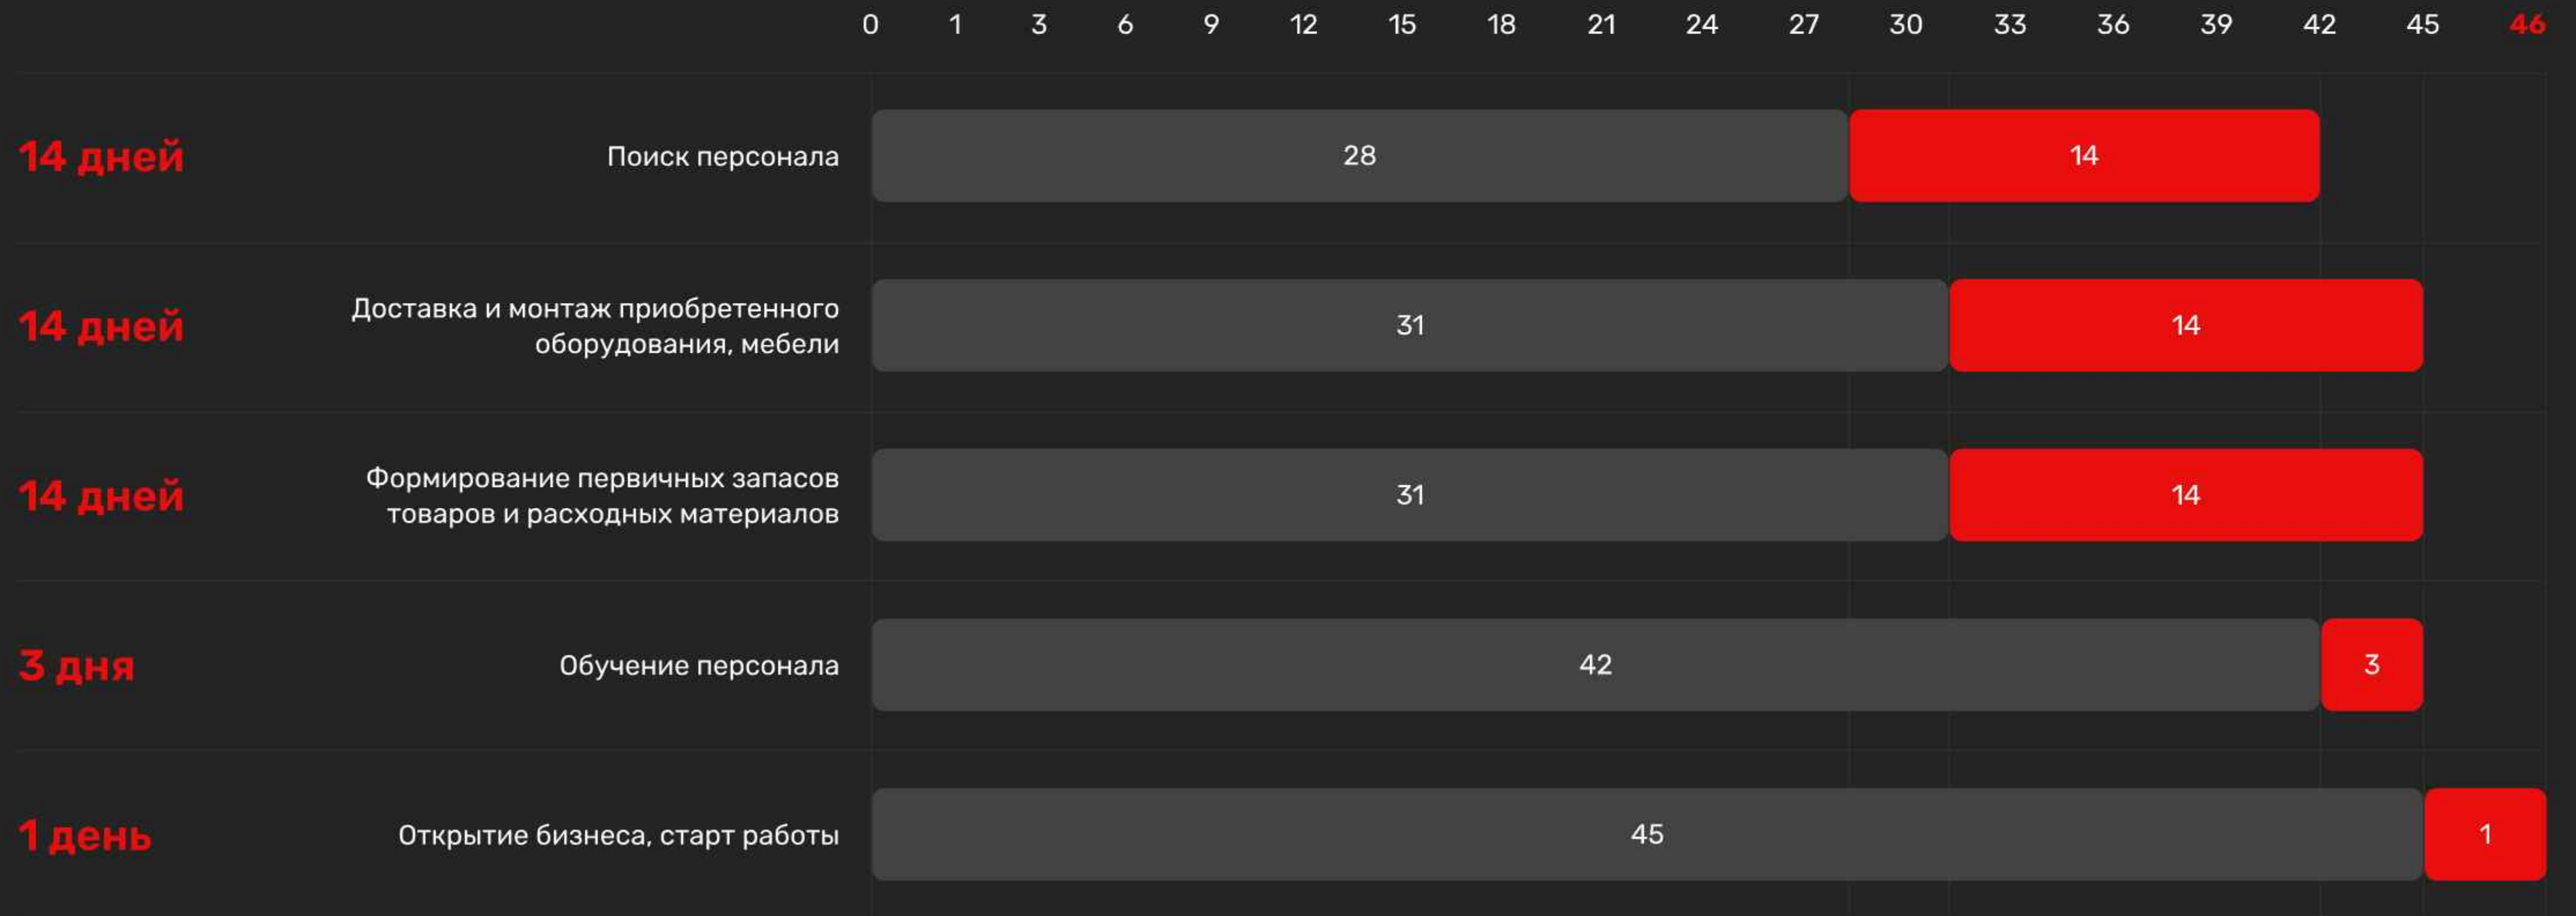 0 1 3 6 9 12 15 18 21 24 27 30 33 36 39 42 45 46
14 дней Поиск персонала 28 14
14 дней Доставка и монтаж приобретенного
оборудования, мебели 31 14
14 дней Формирование первичных запасов
товаров и расходных материалов 31 14
3 дня Обучение персонала 42 3
1 день Открытие бизнеса, старт работы 45 1